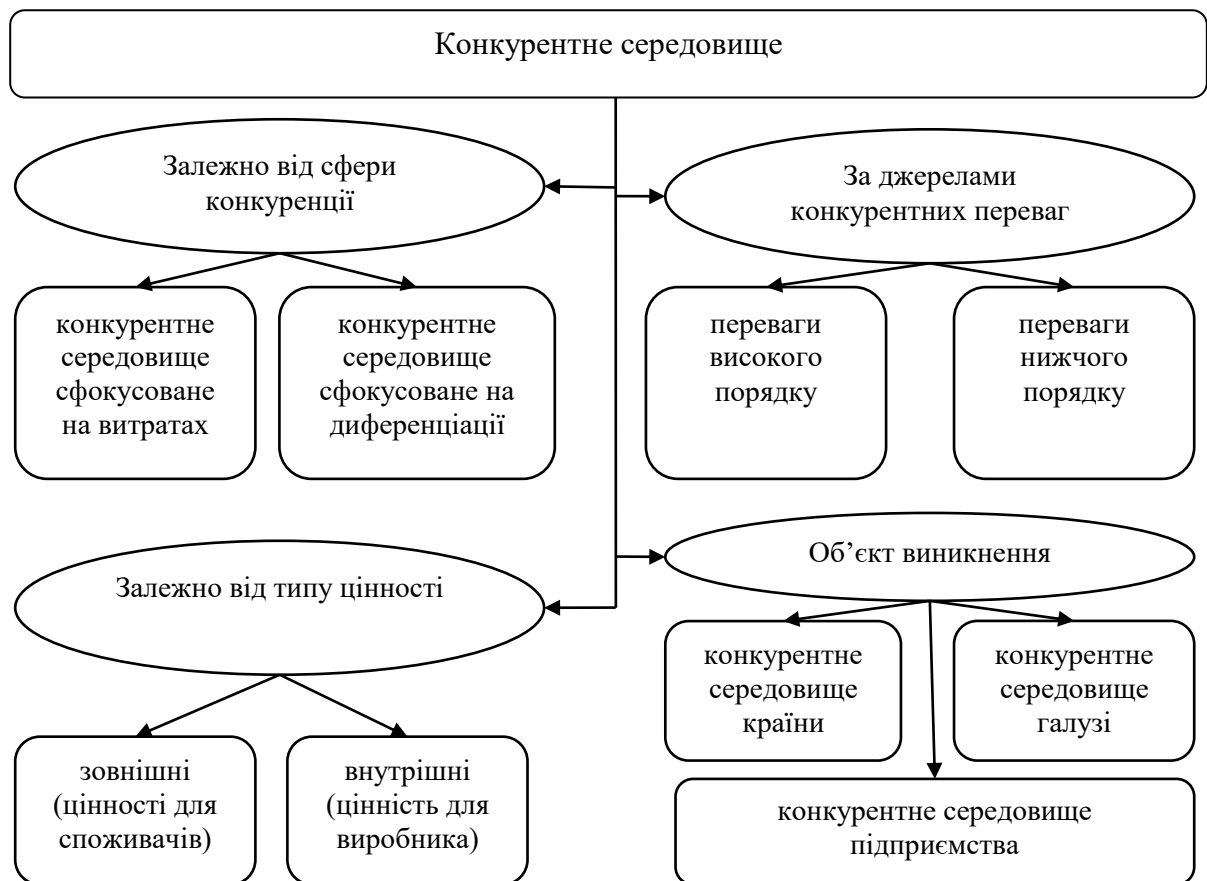 Конкурентне середовище
Залежно від сфери
конкуренції
За джерелами
конкурентних переваг
конкурентне
середовище
сфокусоване
на витратах
конкурентне
середовище
сфокусоване на
диференціації
переваги
високого
порядку
переваги
нижчого
порядку
Залежно від типу цінності
Об’єкт виникнення
конкурентне
середовище
країни
конкурентне
середовище
галузі
зовнішні
(цінності для
споживачів)
внутрішні
(цінність для
виробника)
конкурентне середовище
підприємства